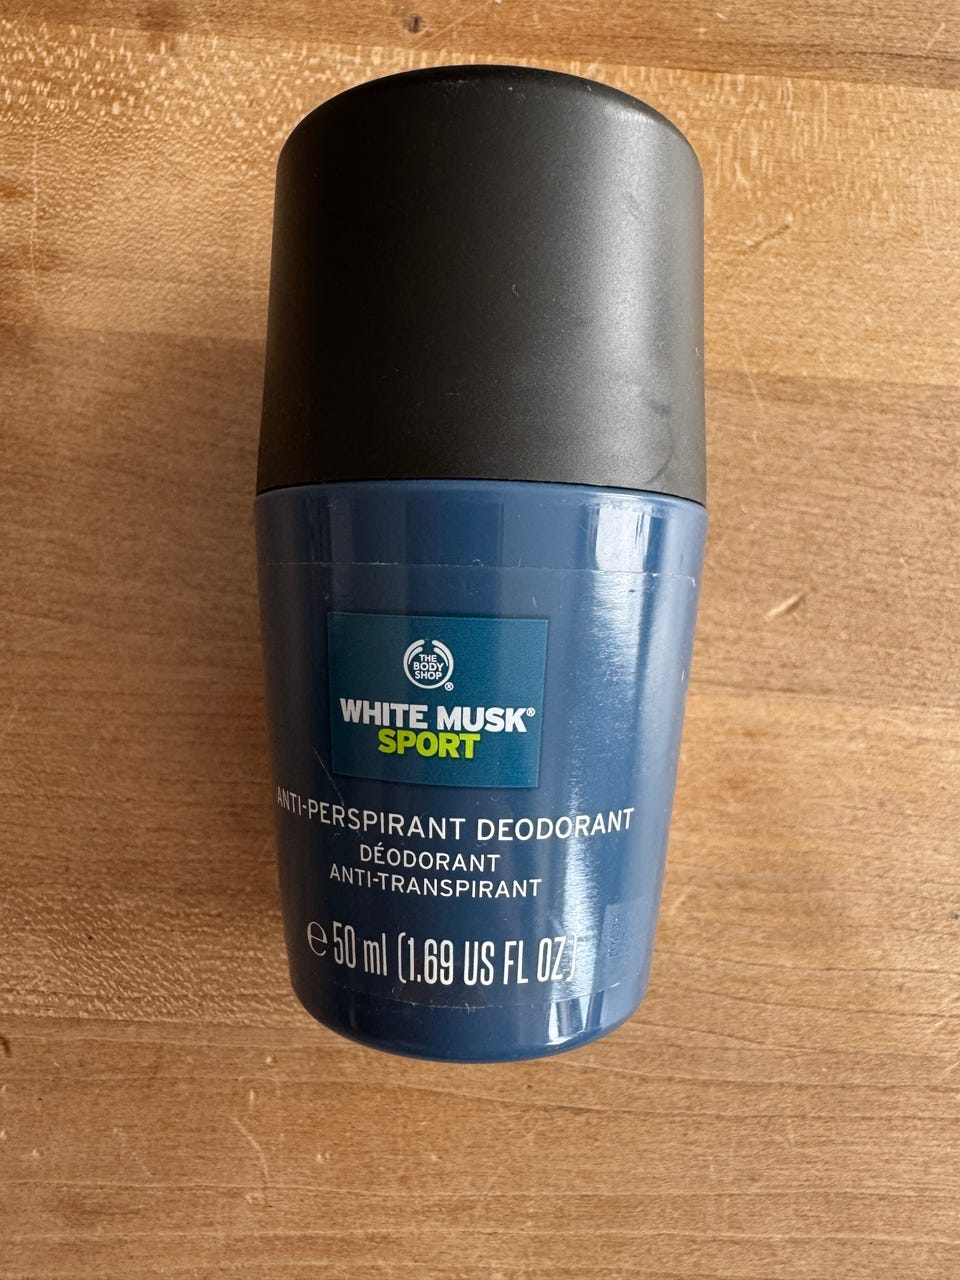 THE
BODY
SHOP®
WHITE MUSK®
SPORT
ANTI-PERSPIRANT DEODORANT
DÉODORANT
ANTI-TRANSPIRANT
℮ 50 ml (1.69 US FL OZ)